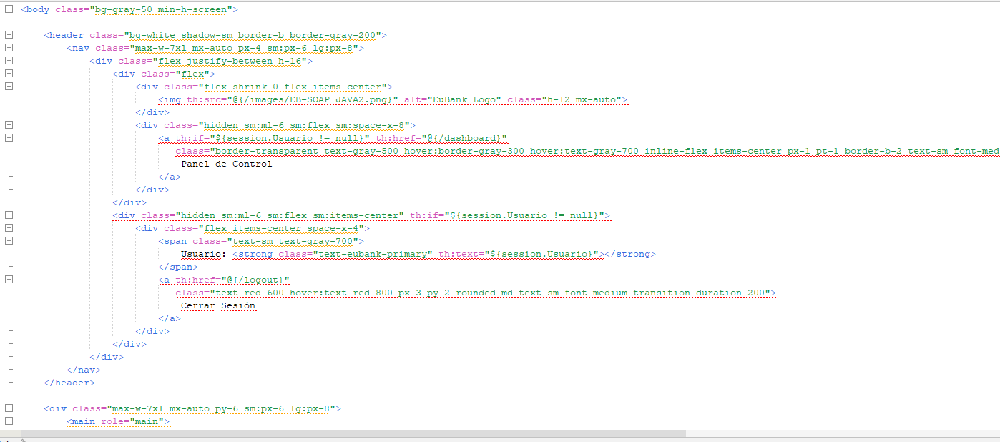 <body class="bg-gray-50 min-h-screen">
<header class="bg-white shadow-sm border-b border-gray-200">
<nav class="max-w-7xl mx-auto px-4 sm:px-6 lg:px-8">
<div class="flex justify-between h-16">
<div class="flex">
<div class="flex-shrink-0 flex items-center">
<img th:src="@{/images/EB-SOAP_JAVA2.png}" alt="EuBank Logo" class="h-12 mx-auto">
</div>
<div class="hidden sm:ml-6 sm:flex sm:space-x-8">
<a th:if="${session.Usuario != null}" th:href="@{/dashboard}"
class="border-transparent text-gray-500 hover:border-gray-300 hover:text-gray-700 inline-flex items-center px-1 pt-1 border-b-2 text-sm font-med
Panel de Control
</a>
</div>
</div>
<div class="hidden sm:ml-6 sm:flex sm:items-center" th:if="${session.Usuario != null}">
<div class="flex items-center space-x-4">
<span class="text-sm text-gray-700">
Usuario: <strong class="text-eubank-primary" th:text="${session.Usuario}"></strong>
</span>
<a th:href="@{/logout}"
class="text-red-600 hover:text-red-800 px-3 py-2 rounded-md text-sm font-medium transition duration-200">
Cerrar Sesión
</a>
</div>
</div>
</div>
</nav>
</header>
<div class="max-w-7xl mx-auto py-6 sm:px-6 lg:px-8">
<main role="main">